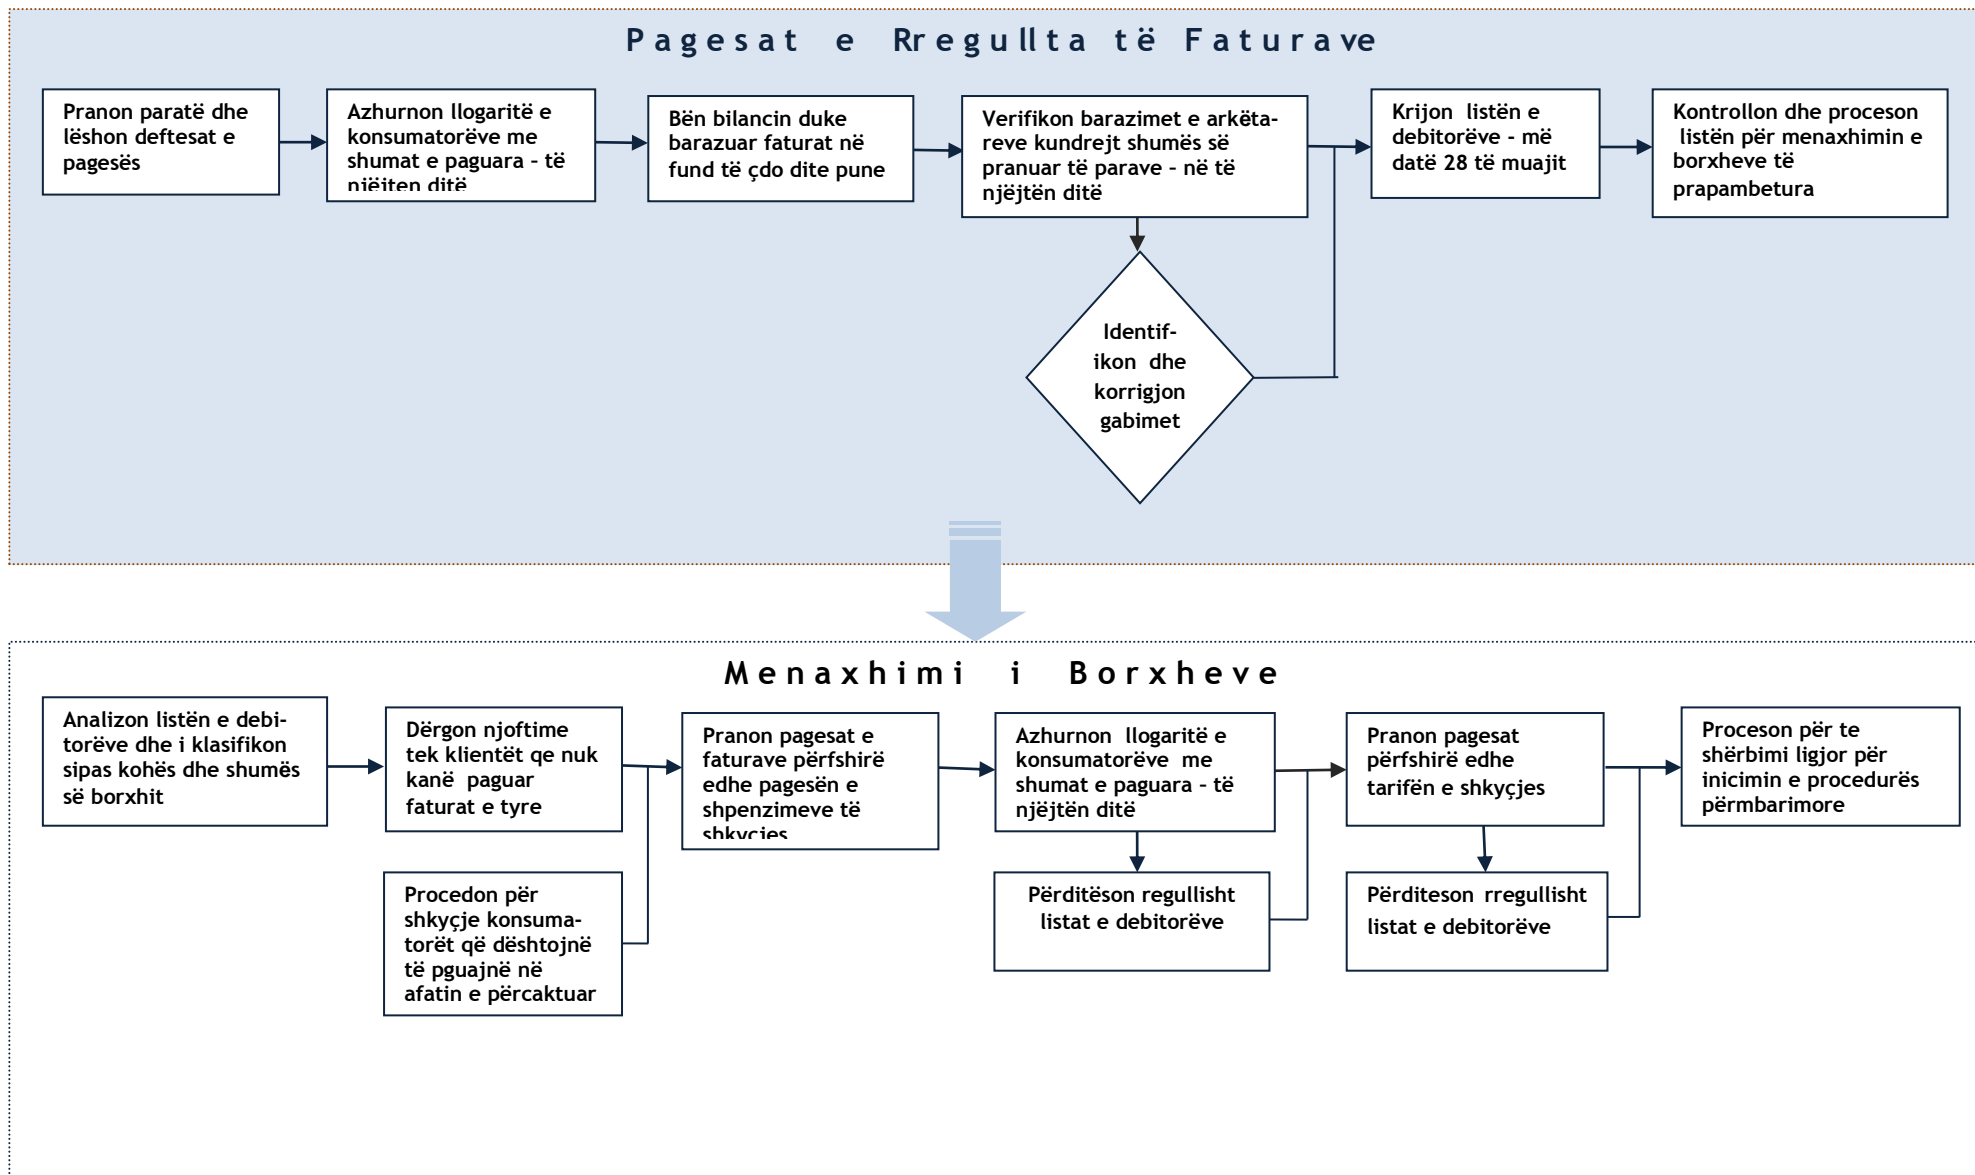 Pagesat e Rregullta të Faturave
Pranon paratë dhe
lëshon deftesat e
pagesës
Azhurnon llogaritë e
konsumatorëve me
shumat e paguara - të
njëjten ditë
Bën bilancin duke
barazuar faturat në
fund të çdo dite pune
Verifikon barazimet e arkëta-
reve kundrejt shumës së
pranuar të parave - në të
njëjtën ditë
Krijon listën e
debitorëve - më
datë 28 të muajit
Kontrollon dhe proceson
listën për menaxhimin e
borxheve të
prapambetura
Identif-
ikon dhe
korrigjon
gabimet
Menaxhimi i Borxheve
Analizon listën e debi-
torëve dhe i klasifikon
sipas kohës dhe shumës
së borxhit
Dërgon njoftime
tek klientët qe nuk
kanë paguar
faturat e tyre
Pranon pagesat e
faturave përfshirë
edhe pagesën e
shpenzimeve të
shkyçjes
Azhurnon llogaritë e
konsumatorëve me
shumat e paguara - të
njëjtën ditë
Pranon pagesat
përfshirë edhe
tarifën e shkyçjes
Proceson për te
shërbimi ligjor për
inicimin e procedurës
përmbarimore
Procedon për
shkyçje konsuma-
torët që dështojnë
të pguajnë në
afatin e përcaktuar
Përditëson regullisht
listat e debitorëve
Përditeson rregullisht
listat e debitorëve